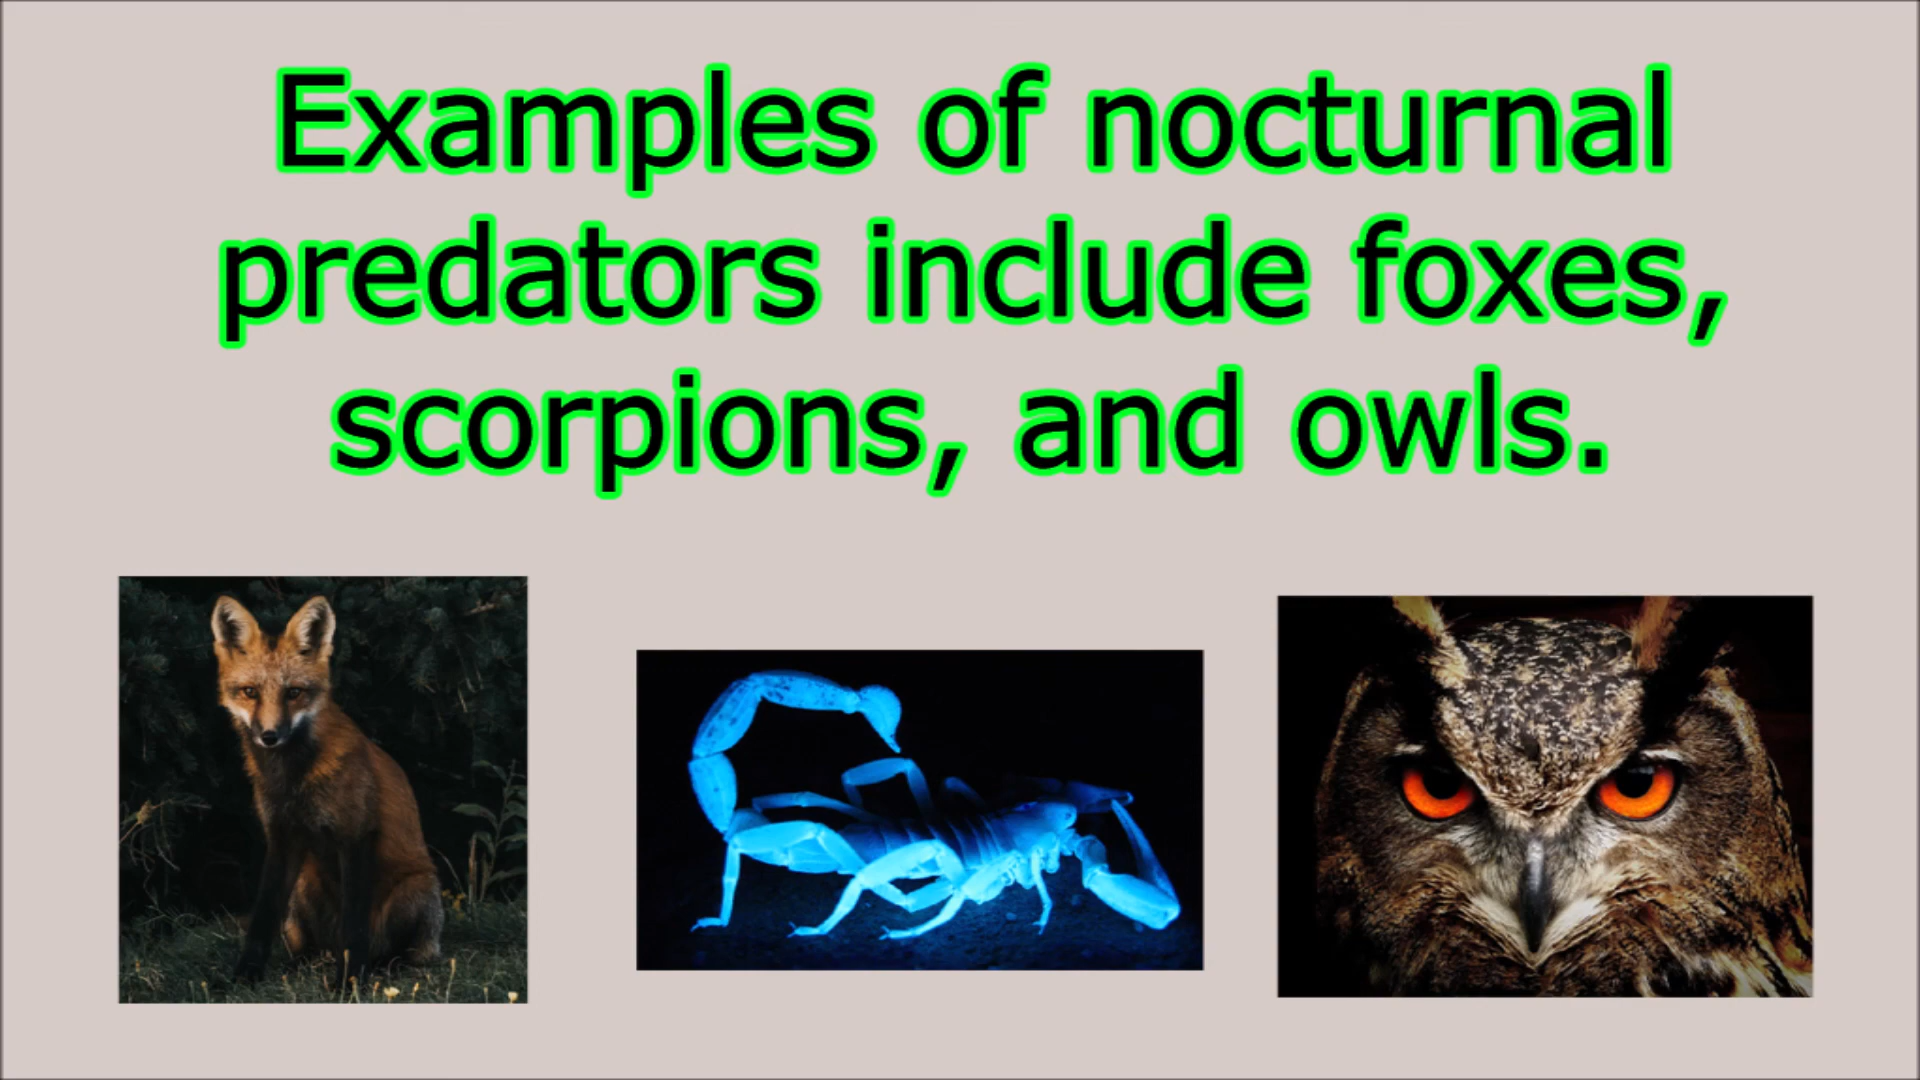 Examples of nocturnal
predators include foxes,
scorpions, and owls.